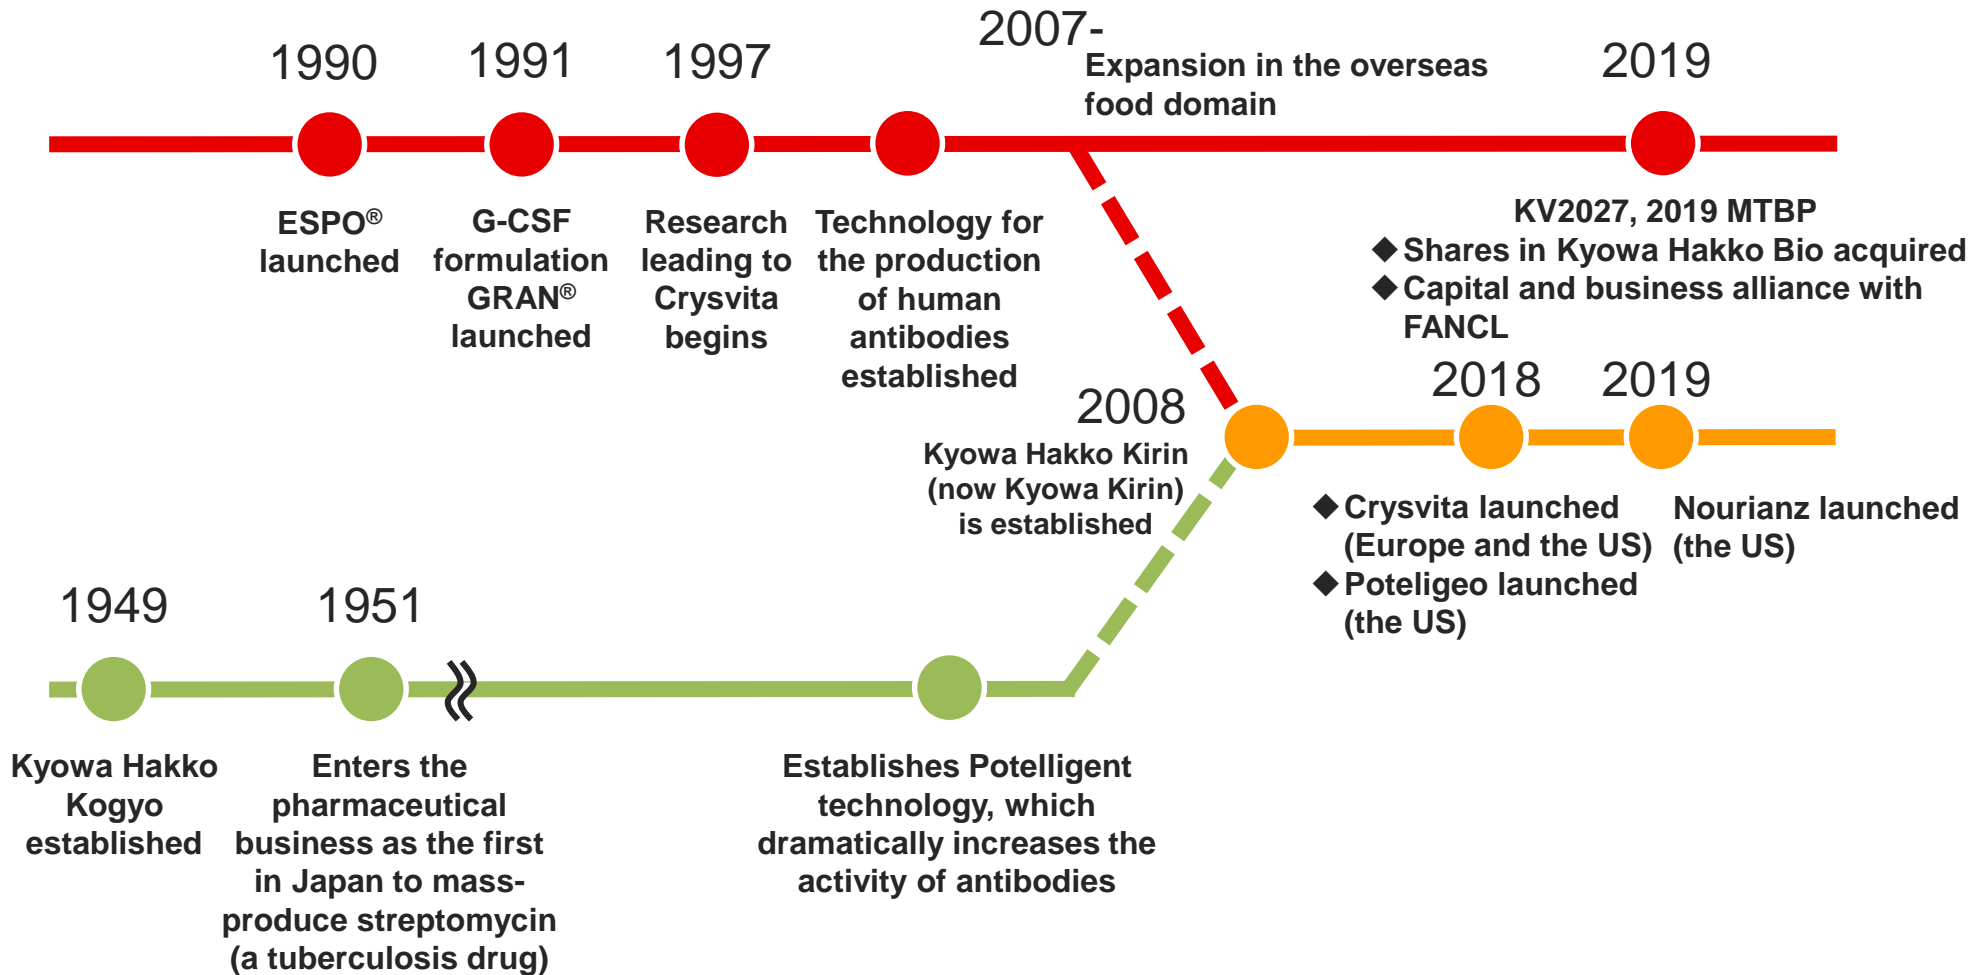 1990
ESPO®
launched
1991
G-CSF
formulation
GRAN®
launched
1997
Research
leading to
Crysvita
begins
Technology for
the production
of human
antibodies
established
2007-
Expansion in the overseas
food domain
2019
KV2027, 2019 MTBP
◆Shares in Kyowa Hakko Bio acquired
◆Capital and business alliance with
FANCL
2008
Kyowa Hakko Kirin
(now Kyowa Kirin)
is established
2018
◆Crysvita launched
(Europe and the US)
◆Poteligeo launched
(the US)
2019
Nourianz launched
(the US)
1949
Kyowa Hakko
Kogyo
established
1951
Enters the
pharmaceutical
business as the first
in Japan to mass-
produce streptomycin
(a tuberculosis drug)
Establishes Potelligent
technology, which
dramatically increases the
activity of antibodies